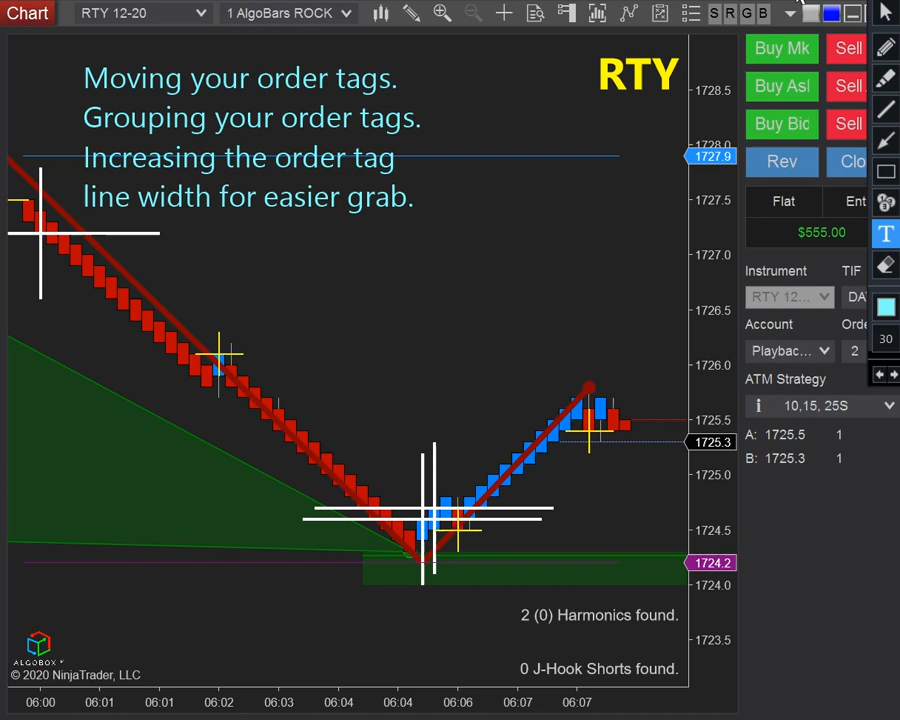 Chart
RTY 12-20
1 AlgoBars ROCK
S R G B
Moving your order tags.
Grouping your order tags.
Increasing the order tag
line width for easier grab.
RTY
1728.5
1728.0
1727.9
1727.5
1727.0
1726.5
1726.0
1725.5
1725.3
1725.0
1724.5
1724.2
1724.0
1723.5
2 (0) Harmonics found.
0 J-Hook Shorts found.
ALGOBOX
© 2020 NinjaTrader, LLC
06:00 06:01 06:01 06:02 06:03 06:04 06:04 06:06 06:07 06:07
Buy Mk Sell
Buy Asl Sell
Buy Bid Sell
Rev Clo
Flat Ent
$555.00
Instrument TIF
RTY 12... DA
Account Orde
Playbac... 2
ATM Strategy
i 10,15, 25S
A: 1725.5 1
B: 1725.3 1
T
30